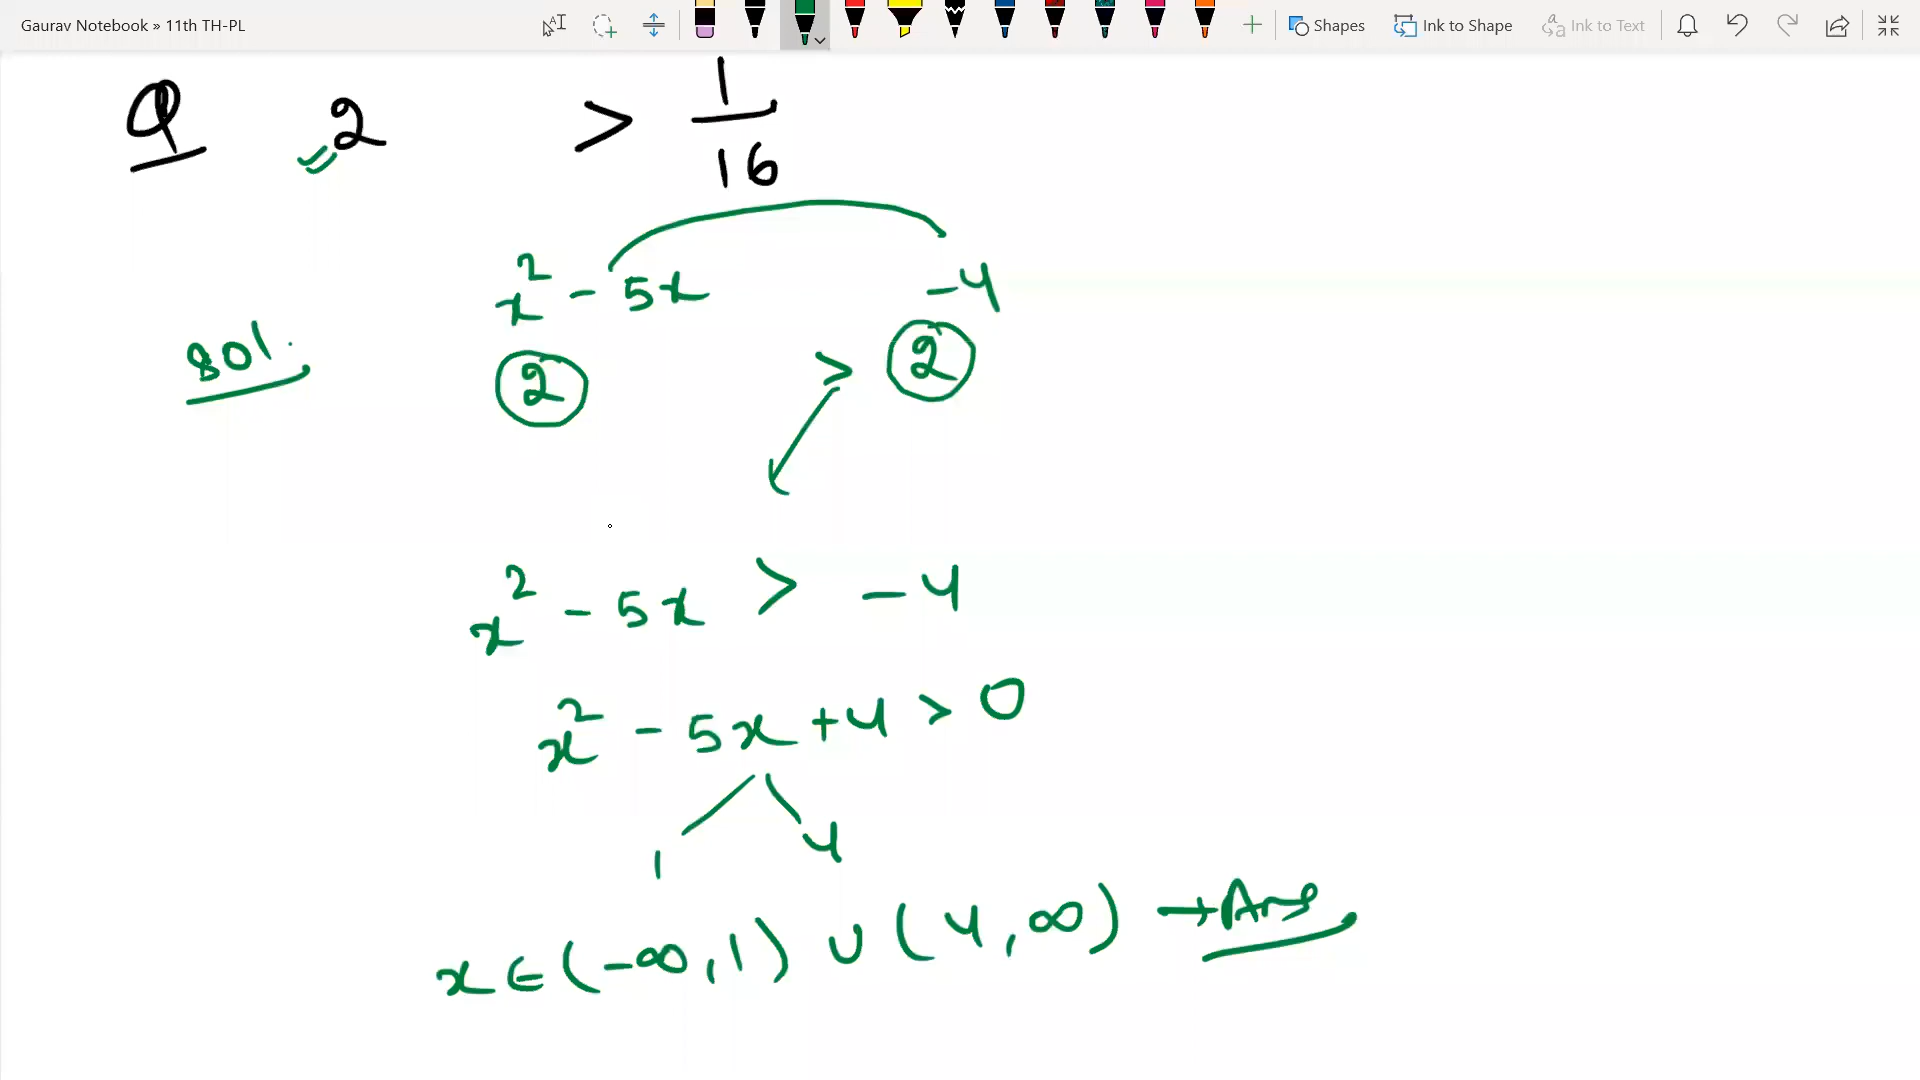 Gaurav Notebook » 11th TH-PL
Shapes
Ink to Shape
Ink to Text
Q 2 > 1/16
x² - 5x -4
sol. 2 > 2
x² - 5x > -4
x² - 5x + 4 > 0
1 4
x ∈ (-∞, 1) ∪ (4, ∞) → Ans